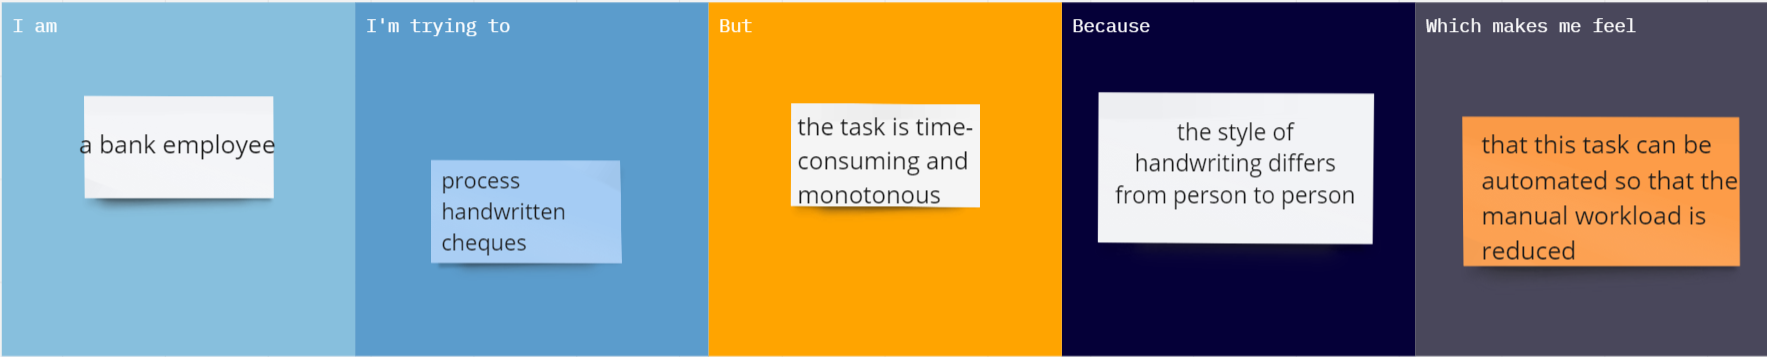 I am
a bank employee
I'm trying to
process
handwritten
cheques
But
the task is time-
consuming and
monotonous
Because
the style of
handwriting differs
from person to person
Which makes me feel
that this task can be
automated so that the
manual workload is
reduced